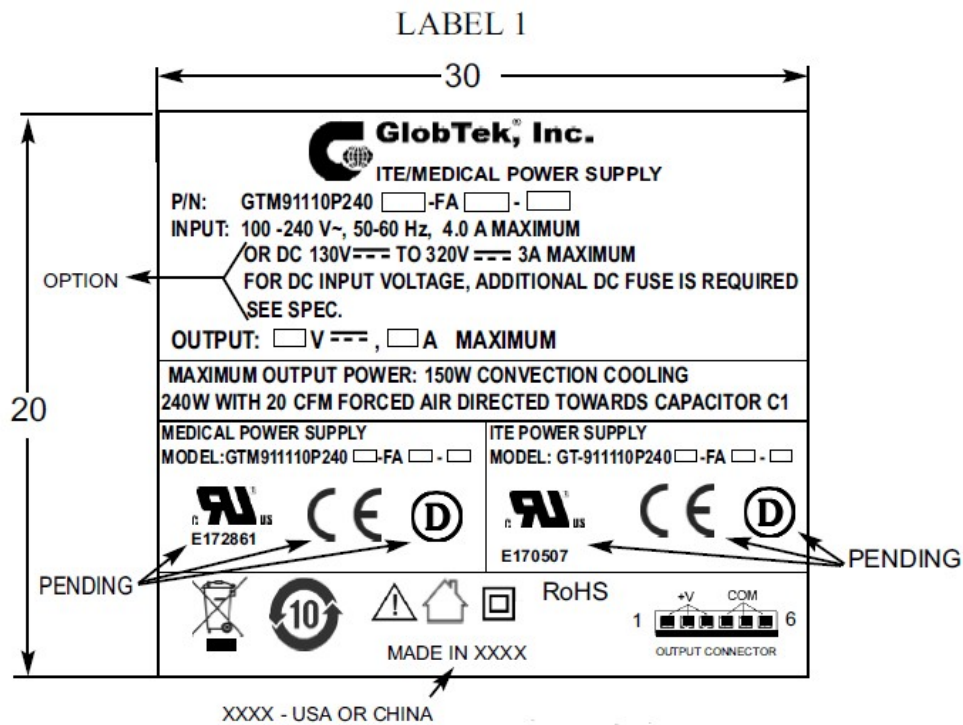 LABEL 1
30
GlobTek,® Inc.
ITE/MEDICAL POWER SUPPLY
P/N: GTM91110P240 -FA -
INPUT: 100 -240 V~, 50-60 Hz, 4.0 A MAXIMUM
OR DC 130V TO 320V 3A MAXIMUM
OPTION
FOR DC INPUT VOLTAGE, ADDITIONAL DC FUSE IS REQUIRED
SEE SPEC.
OUTPUT: V , A MAXIMUM
MAXIMUM OUTPUT POWER: 150W CONVECTION COOLING
20
240W WITH 20 CFM FORCED AIR DIRECTED TOWARDS CAPACITOR C1
MEDICAL POWER SUPPLY
MODEL:GTM911110P240 -FA -
c RU US
E172861
CE
D
ITE POWER SUPPLY
MODEL: GT-911110P240 -FA -
c RU US
E170507
CE
D
PENDING
PENDING
10
RoHS
MADE IN XXXX
+V COM
1 6
OUTPUT CONNECTOR
XXXX - USA OR CHINA